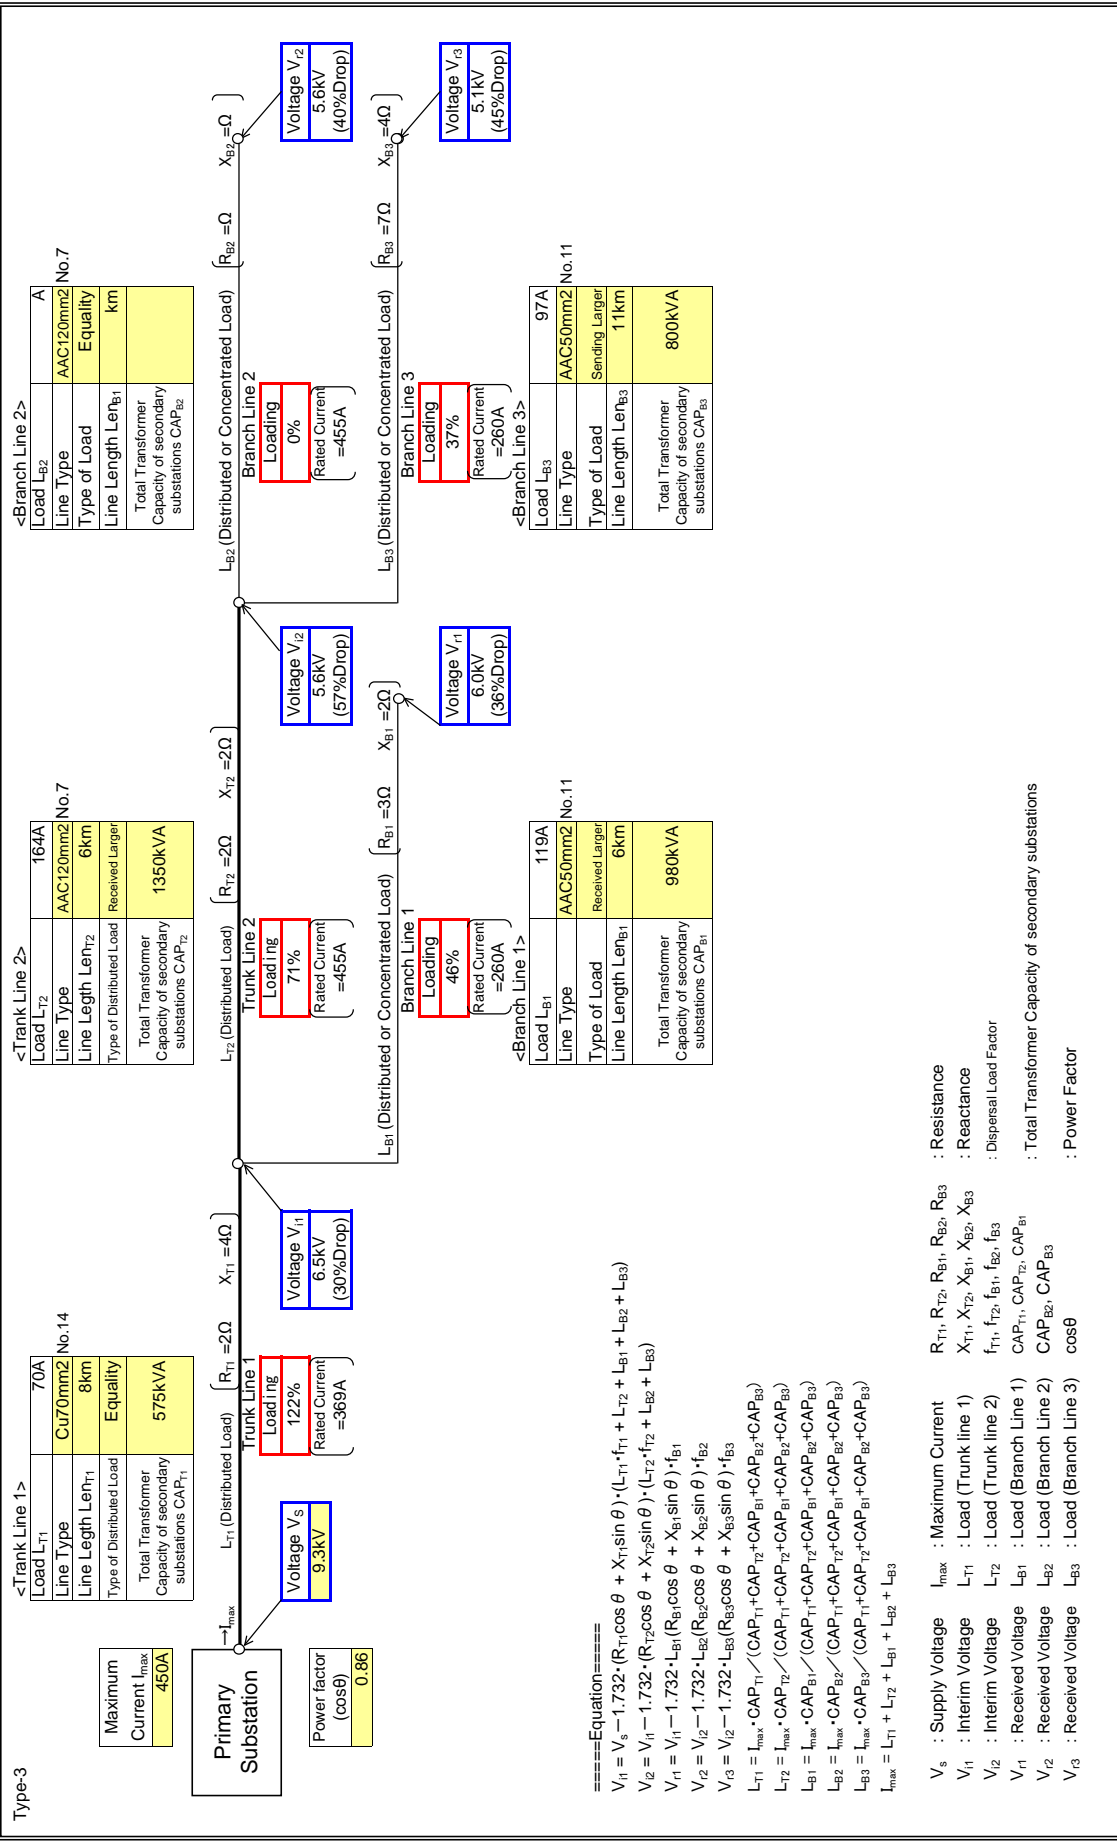 Type-3
Maximum
Current Imax
450A
Primary
Substation
→Imax
Power factor
(cosθ)
0.86
Voltage VS
9.3kV
<Trank Line 1>
Load LT1 70A
Line Type Cu70mm2 No.14
Line Legth LenT1 8km
Type of Distributed Load Equality
Total Transformer
Capacity of secondary
substations CAPT1
575kVA
LT1 (Distributed Load)
RT1 =2Ω XT1 =4Ω
Trunk Line 1
Loading
122%
Rated Current
=369A
Voltage Vi1
6.5kV
(30%Drop)
<Trank Line 2>
Load LT2 164A
Line Type AAC120mm2 No.7
Line Legth LenT2 6km
Type of Distributed Load Received Larger
Total Transformer
Capacity of secondary
substations CAPT2
1350kVA
LT2 (Distributed Load)
RT2 =2Ω XT2 =2Ω
Trunk Line 2
Loading
71%
Rated Current
=455A
Voltage Vi2
5.6kV
(57%Drop)
LB1 (Distributed or Concentrated Load)
RB1 =3Ω XB1 =2Ω
Branch Line 1
Loading
46%
Rated Current
=260A
Voltage Vr1
6.0kV
(36%Drop)
<Branch Line 1>
Load LB1 119A
Line Type AAC50mm2 No.11
Type of Load Received Larger
Line Length LenB1 6km
Total Transformer
Capacity of secondary
substations CAPB1
980kVA
<Branch Line 2>
Load LB2 A
Line Type AAC120mm2 No.7
Type of Load Equality
Line Length LenB1 km
Total Transformer
Capacity of secondary
substations CAPB2
LB2 (Distributed or Concentrated Load)
RB2 =Ω XB2 =Ω
Branch Line 2
Loading
0%
Rated Current
=455A
Voltage Vr2
5.6kV
(40%Drop)
LB3 (Distributed or Concentrated Load)
RB3 =7Ω XB3 =4Ω
Branch Line 3
Loading
37%
Rated Current
=260A
Voltage Vr3
5.1kV
(45%Drop)
<Branch Line 3>
Load LB3 97A
Line Type AAC50mm2 No.11
Type of Load Sending Larger
Line Length LenB3 11km
Total Transformer
Capacity of secondary
substations CAPB3
800kVA
=====Equation=====
Vi1 = Vs－1.732・(RT1cos θ + XT1sin θ)・(LT1・fT1 + LT2 + LB1 + LB2 + LB3)
Vi2 = Vi1－1.732・(RT2cos θ + XT2sin θ)・(LT2・fT2 + LB2 + LB3)
Vr1 = Vi1－1.732・LB1(RB1cos θ + XB1sin θ)・fB1
Vr2 = Vi2－1.732・LB2(RB2cos θ + XB2sin θ)・fB2
Vr3 = Vi2－1.732・LB3(RB3cos θ + XB3sin θ)・fB3
LT1 = Imax・CAPT1／(CAPT1+CAPT2+CAPB1+CAPB2+CAPB3)
LT2 = Imax・CAPT2／(CAPT1+CAPT2+CAPB1+CAPB2+CAPB3)
LB1 = Imax・CAPB1／(CAPT1+CAPT2+CAPB1+CAPB2+CAPB3)
LB2 = Imax・CAPB2／(CAPT1+CAPT2+CAPB1+CAPB2+CAPB3)
LB3 = Imax・CAPB3／(CAPT1+CAPT2+CAPB1+CAPB2+CAPB3)
Imax = LT1 + LT2 + LB1 + LB2 + LB3
Vs : Supply Voltage Imax : Maximum Current RT1, RT2, RB1, RB2, RB3 : Resistance
Vi1 : Interim Voltage LT1 : Load (Trunk line 1) XT1, XT2, XB1, XB2, XB3 : Reactance
Vi2 : Interim Voltage LT2 : Load (Trunk line 2) fT1, fT2, fB1, fB2, fB3 : Dispersal Load Factor
Vr1 : Received Voltage LB1 : Load (Branch Line 1) CAPT1, CAPT2, CAPB1 : Total Transformer Capacity of secondary substations
Vr2 : Received Voltage LB2 : Load (Branch Line 2) CAPB2, CAPB3
Vr3 : Received Voltage LB3 : Load (Branch Line 3) cosθ : Power Factor